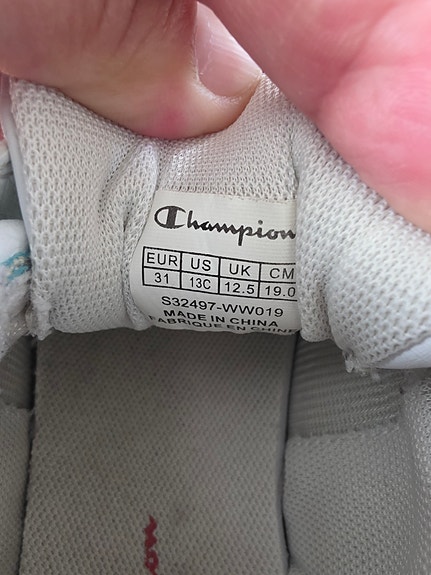 Champion
EUR US UK CM
31 13C 12.5 19.0
S32497-WW019
MADE IN CHINA
FABRIQUE EN CHINE